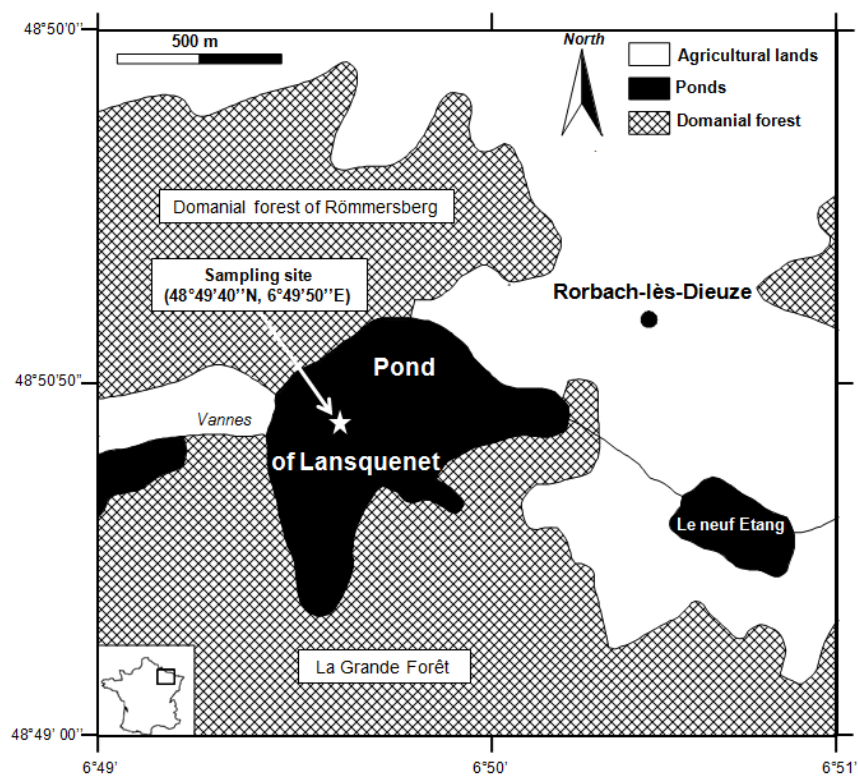 48°50'0''
500 m
North
Agricultural lands
Ponds
Domanial forest
Domanial forest of Römmersberg
Sampling site
(48°49'40''N, 6°49'50''E)
Rorbach-lès-Dieuze
Pond
48°50'50''
Vannes
of Lansquenet
Le neuf Etang
La Grande Forêt
48°49' 00''
6°49'
6°50'
6°51'